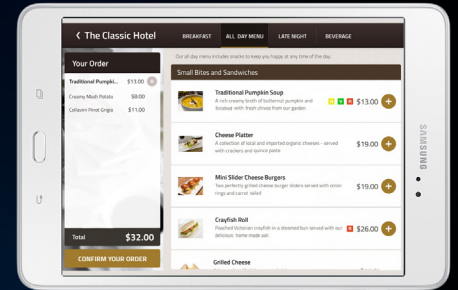 The Classic Hotel
BREAKFAST
ALL DAY MENU
LATE NIGHT
BEVERAGE
Our all day menu includes snacks to keep you happy at any time of the day.
Your Order
Traditional Pumpki... $13.00
Creamy Mash Potato $8.00
Collavini Pinot Grigio $11.00
Total $32.00
CONFIRM YOUR ORDER
Small Bites and Sandwiches
Traditional Pumpkin Soup
A rich creamy broth of butternut pumpkin and
finished with fresh chives from our garden
$13.00
Cheese Platter
A collection of local and imported organic cheeses - served
with crackers and quince paste
$19.00
Mini Slider Cheese Burgers
Two perfectly grilled cheese burger sliders served with onion
rings and carrot relish
$19.00
Crayfish Roll
Poached Victorian crayfish in a steamed bun served with our
delicious home made aioli
$26.00
Grilled Cheese
SAMSUNG